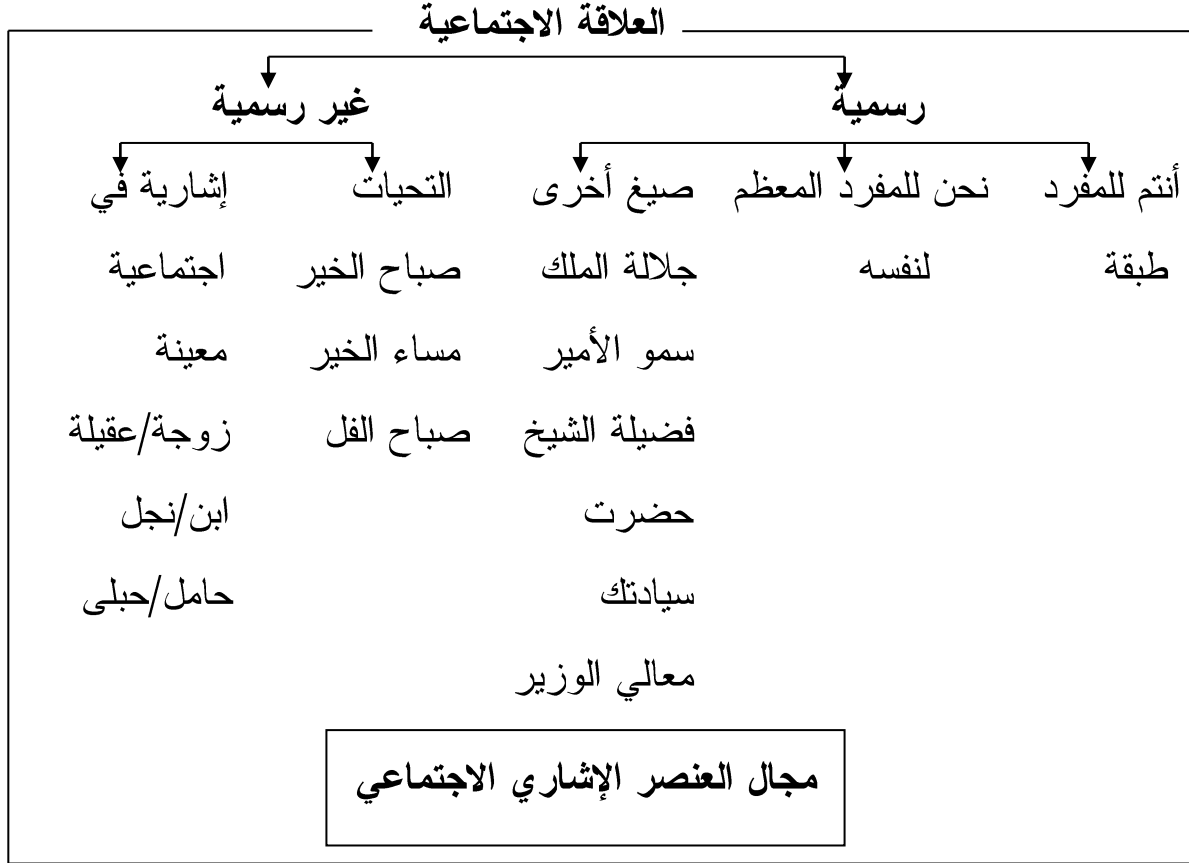 العلاقة الاجتماعية
رسمية غير رسمية
أنتم للمفرد نحن للمفرد المعظم صيغ أخرى التحيات إشارية في
طبقة لنفسه جلالة الملك صباح الخير اجتماعية
سمو الأمير مساء الخير معينة
فضيلة الشيخ صباح الفل زوجة/عقيلة
حضرت ابن/نجل
سيادتك حامل/حبلى
معالي الوزير
مجال العنصر الإشاري الاجتماعي